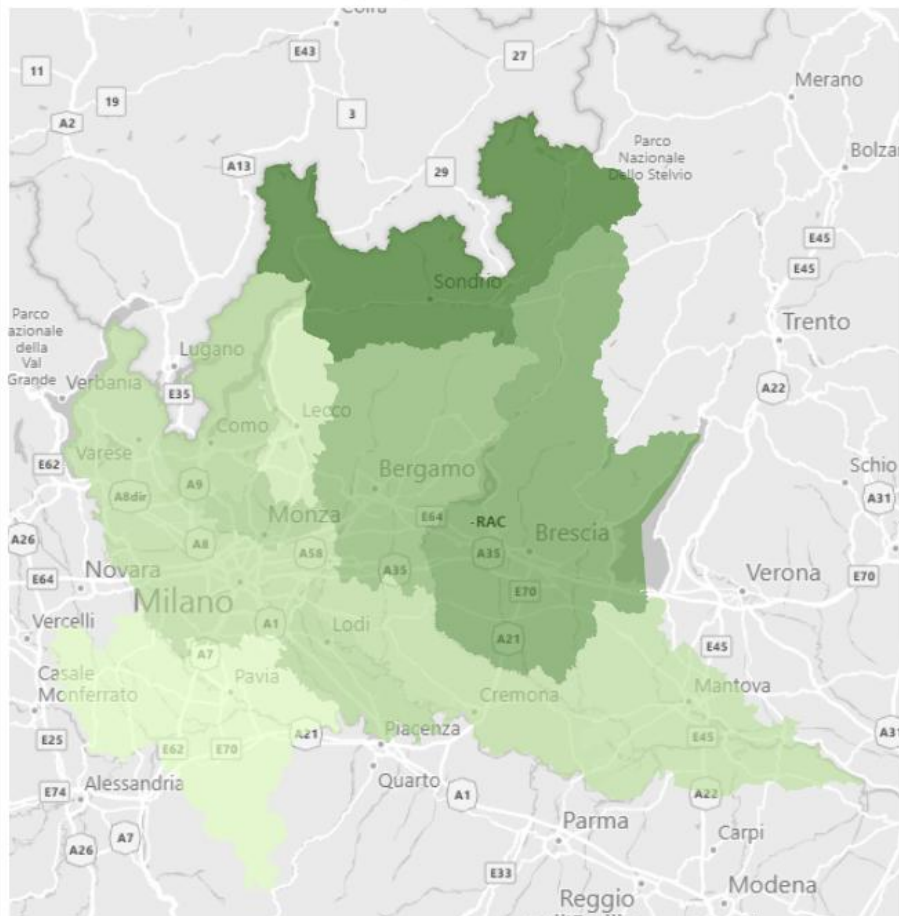 Coira
E43
27
11
19
3
Merano
A2
A13
29
Parco
Nazionale
Dello Stelvio
Bolza
E45
E45
Sondrio
Parco
azionale
della
Val
Grande
Lugano
Trento
Verbania
E35
A22
Lecco
Como
Varese
E62
Bergamo
Schio
A9
A8dir
A31
Monza
E64
-RAC
Brescia
A26
A8
A58
A35
A35
E64
Novara
E70
Verona
E70
Milano
Vercelli
A1
Lodi
A21
A7
E45
Casale
Monferrato
Pavia
Mantova
Cremona
E25
E62
E70
A21
Piacenza
E45
A31
Alessandria
Quarto
E74
A1
A22
A7
A26
Parma
Carpi
E33
Reggio
Modena